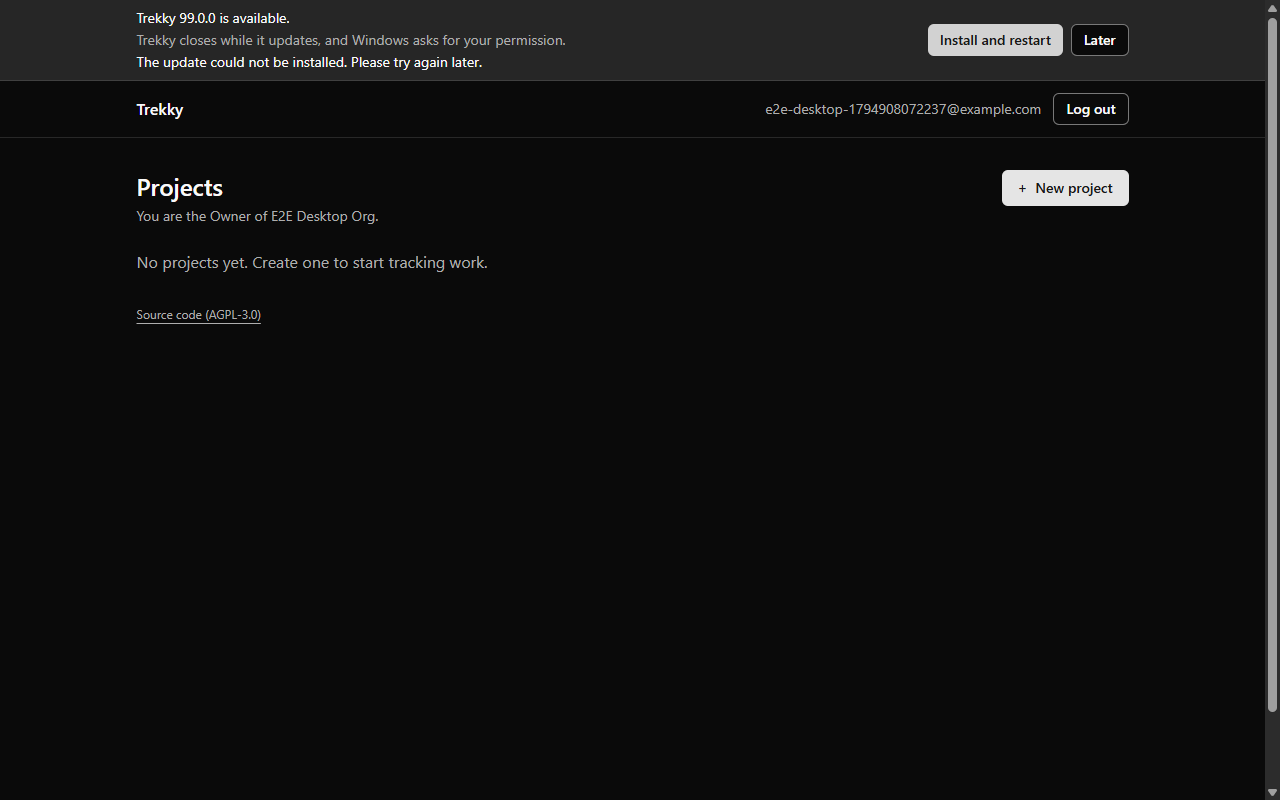 Trekky 99.0.0 is available.
Trekky closes while it updates, and Windows asks for your permission.
The update could not be installed. Please try again later.
Install and restart
Later
Trekky
e2e-desktop-1794908072237@example.com
Log out
Projects
+ New project
You are the Owner of E2E Desktop Org.
No projects yet. Create one to start tracking work.
Source code (AGPL-3.0)